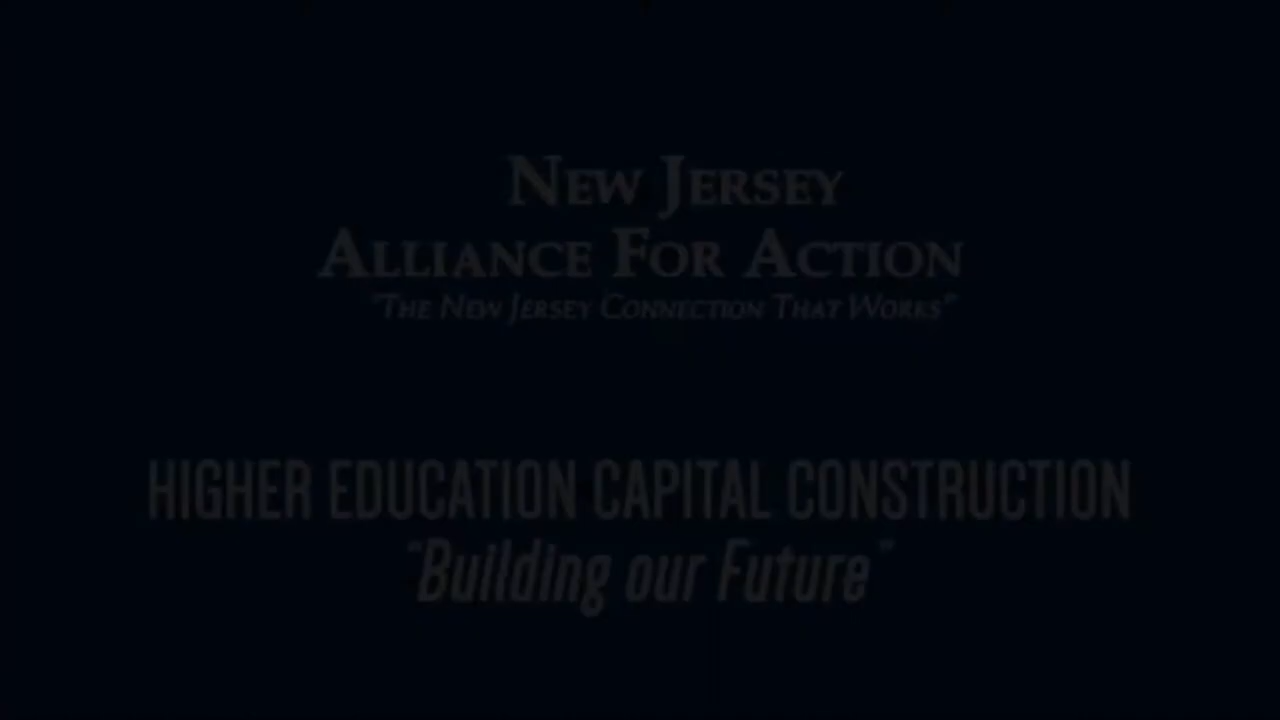 NEW JERSEY
ALLIANCE FOR ACTION
"THE NEW JERSEY CONNECTION THAT WORKS"
HIGHER EDUCATION CAPITAL CONSTRUCTION
"Building our Future"